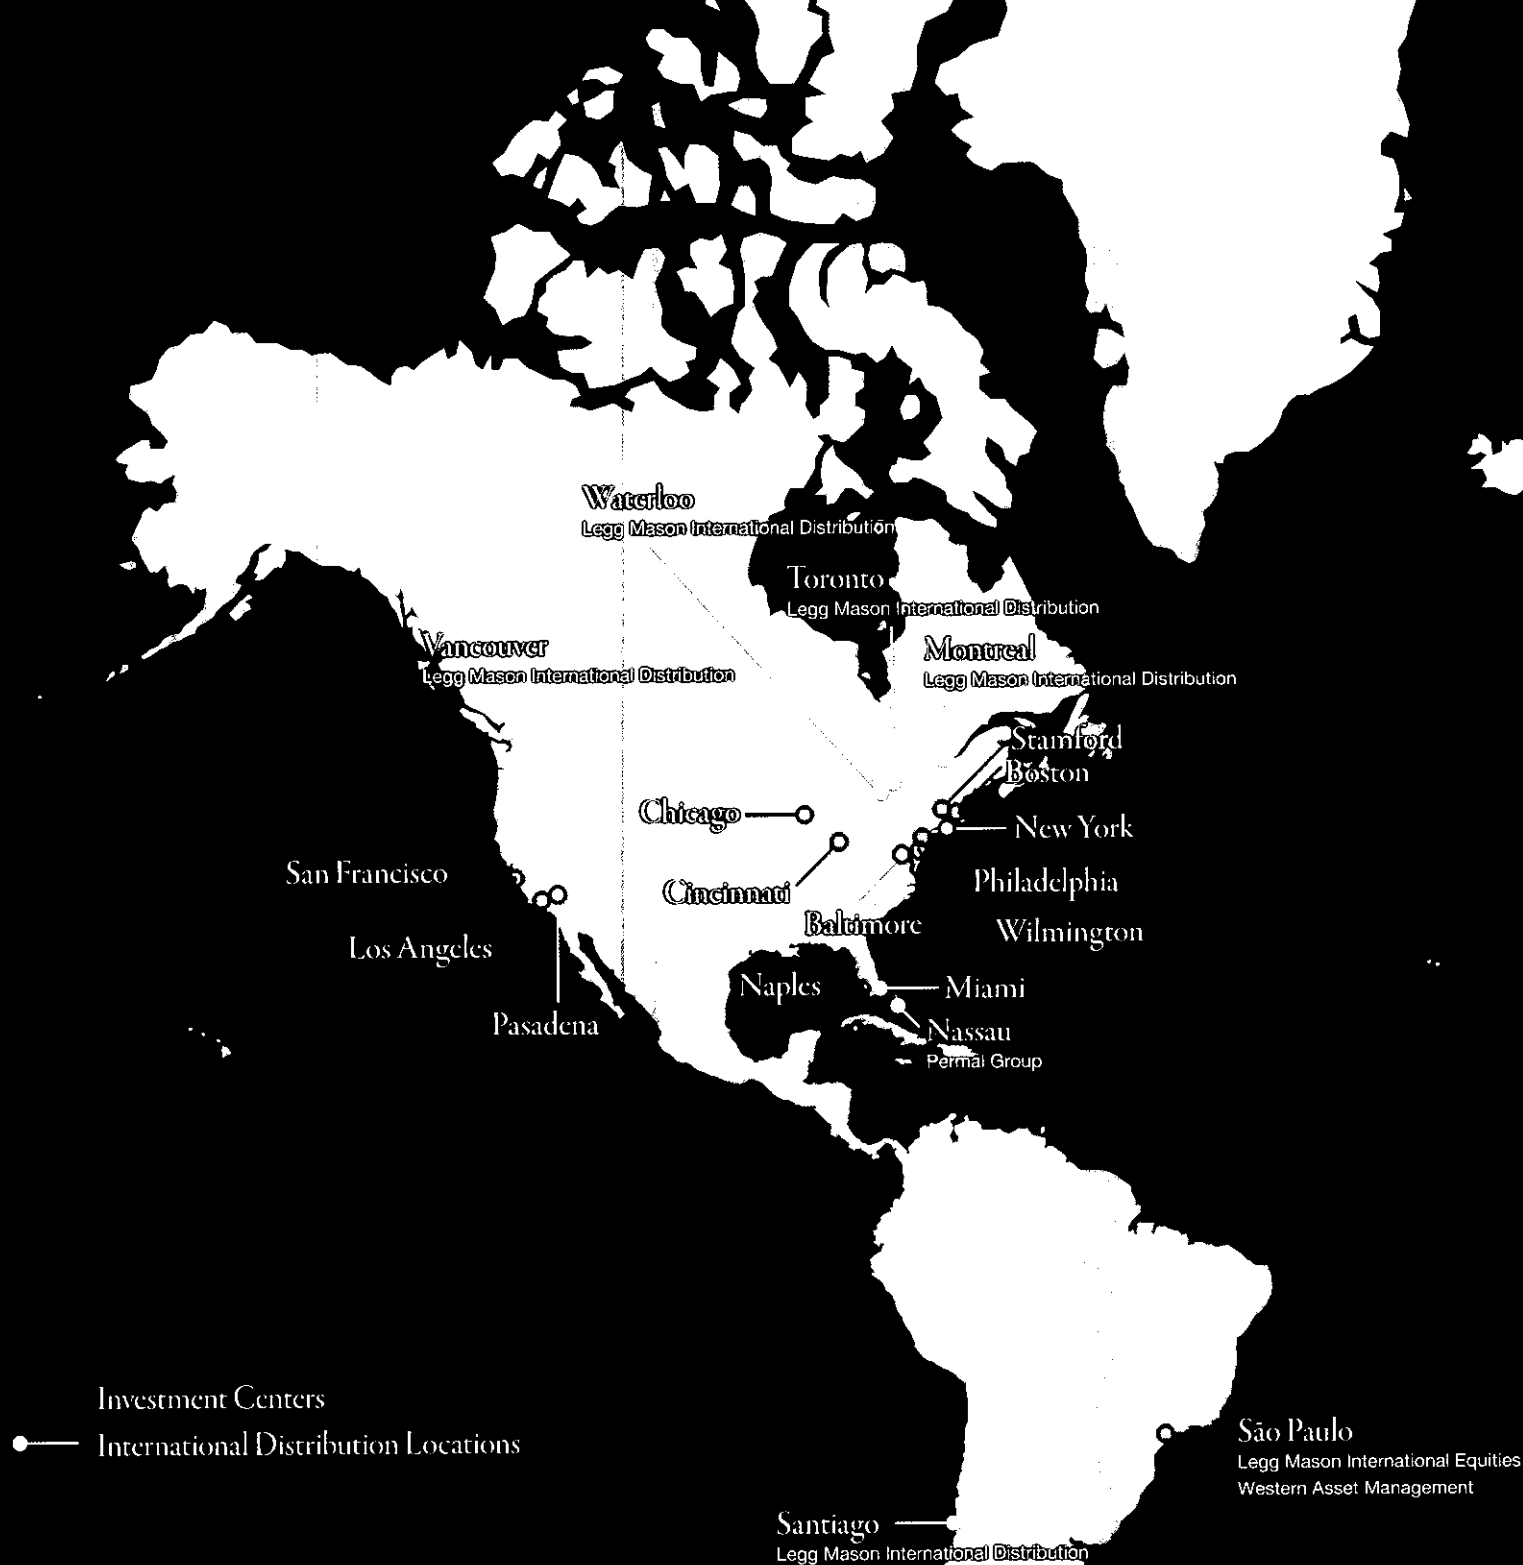 Waterloo
Legg Mason International Distribution
Toronto
Legg Mason International Distribution
Vancouver
Legg Mason International Distribution
Montreal
Legg Mason International Distribution
Stamford
Boston
Chicago
New York
San Francisco
Cincinnati
Philadelphia
Baltimore
Wilmington
Los Angeles
Naples
Miami
Pasadena
Nassau
Permal Group
Investment Centers
International Distribution Locations
São Paulo
Legg Mason International Equities
Western Asset Management
Santiago
Legg Mason International Distribution